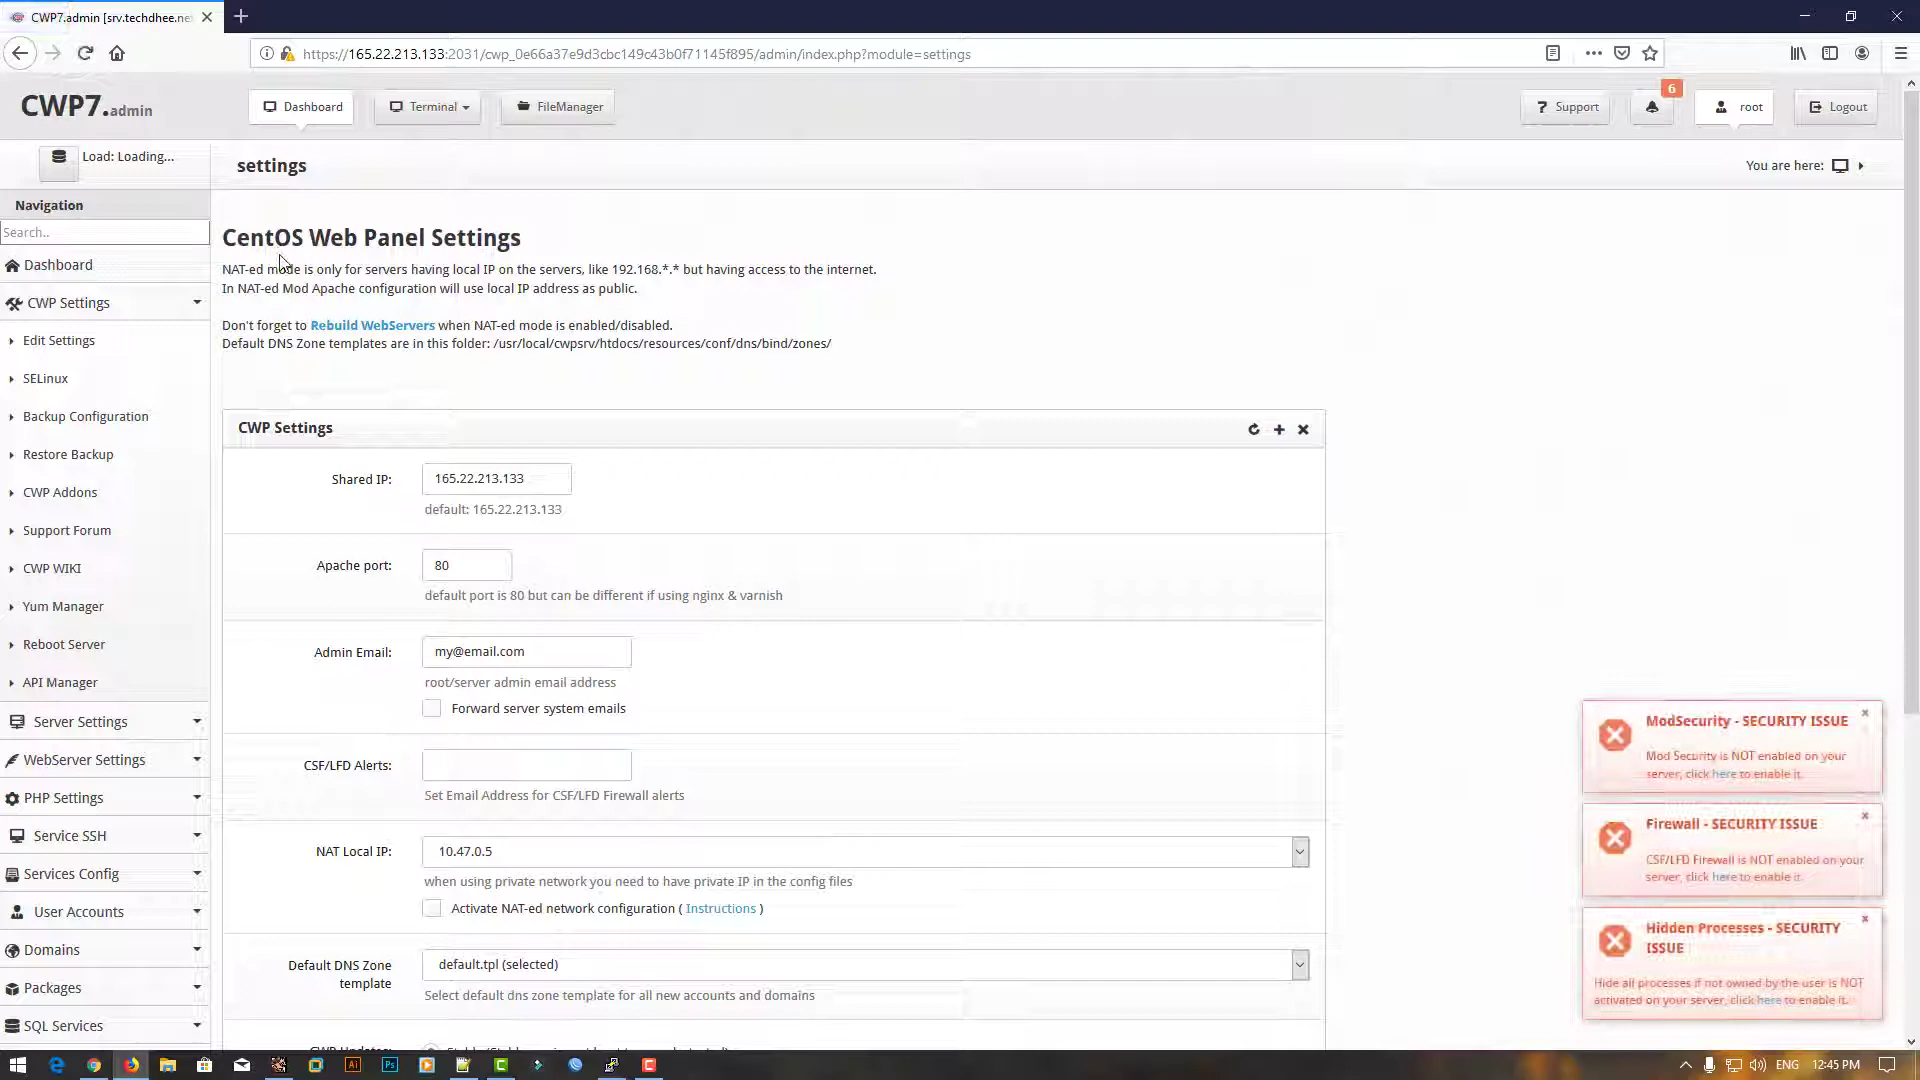 CWP7.admin [srv.techdhee.ne
https://165.22.213.133:2031/cwp_0e66a37e9d3cbc149c43b0f71145f895/admin/index.php?module=settings
CWP7.admin
Dashboard
Terminal
FileManager
6
? Support
root
Logout
Load: Loading...
settings
You are here:
Navigation
Search..
Dashboard
CWP Settings
Edit Settings
SELinux
Backup Configuration
Restore Backup
CWP Addons
Support Forum
CWP WIKI
Yum Manager
Reboot Server
API Manager
Server Settings
WebServer Settings
PHP Settings
Service SSH
Services Config
User Accounts
Domains
Packages
SQL Services
CentOS Web Panel Settings
NAT-ed mode is only for servers having local IP on the servers, like 192.168.*.* but having access to the internet.
In NAT-ed Mod Apache configuration will use local IP address as public.
Don't forget to Rebuild WebServers when NAT-ed mode is enabled/disabled.
Default DNS Zone templates are in this folder: /usr/local/cwpsrv/htdocs/resources/conf/dns/bind/zones/
CWP Settings
Shared IP:
165.22.213.133
default: 165.22.213.133
Apache port:
80
default port is 80 but can be different if using nginx & varnish
Admin Email:
my@email.com
root/server admin email address
Forward server system emails
CSF/LFD Alerts:
Set Email Address for CSF/LFD Firewall alerts
NAT Local IP:
10.47.0.5
when using private network you need to have private IP in the config files
Activate NAT-ed network configuration ( Instructions )
Default DNS Zone
template
default.tpl (selected)
Select default dns zone template for all new accounts and domains
ModSecurity - SECURITY ISSUE
Mod Security is NOT enabled on your
server, click here to enable it.
Firewall - SECURITY ISSUE
CSF/LFD Firewall is NOT enabled on your
server, click here to enable it.
Hidden Processes - SECURITY
ISSUE
Hide all processes if not owned by the user is NOT
activated on your server, click here to enable it.
ENG
12:45 PM